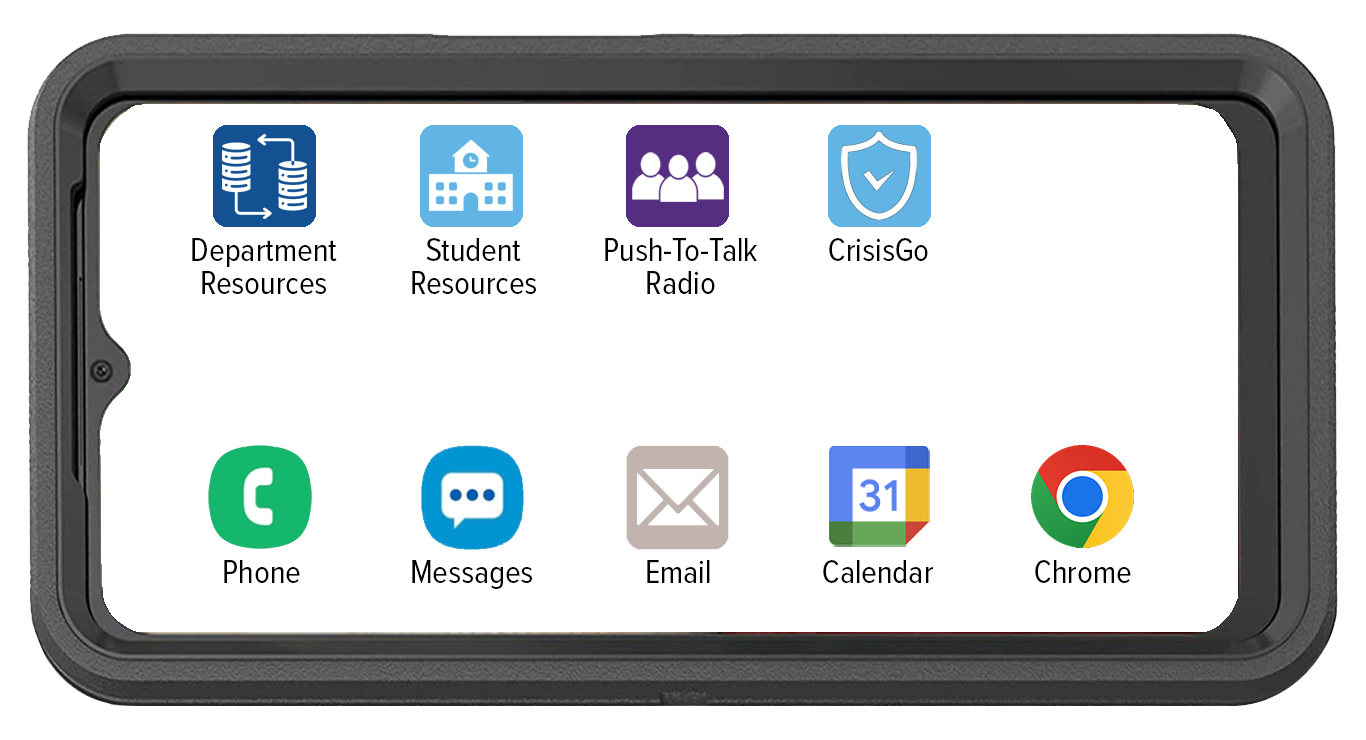 Department
Resources
Student
Resources
Push-To-Talk
Radio
CrisisGo
31
Phone
Messages
Email
Calendar
Chrome